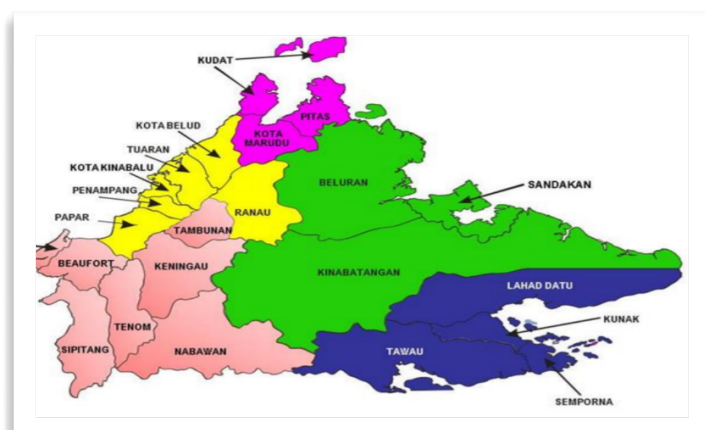 KUDAT
PITAS
KOTA BELUD
KOTA
MARUDU
TUARAN
KOTA KINABALU
BELURAN
SANDAKAN
PENAMPANG
RANAU
PAPAR
TAMBUNAN
BEAUFORT
KENINGAU
KINABATANGAN
LAHAD DATU
KUNAK
TENOM
SIPITANG
NABAWAN
TAWAU
SEMPORNA